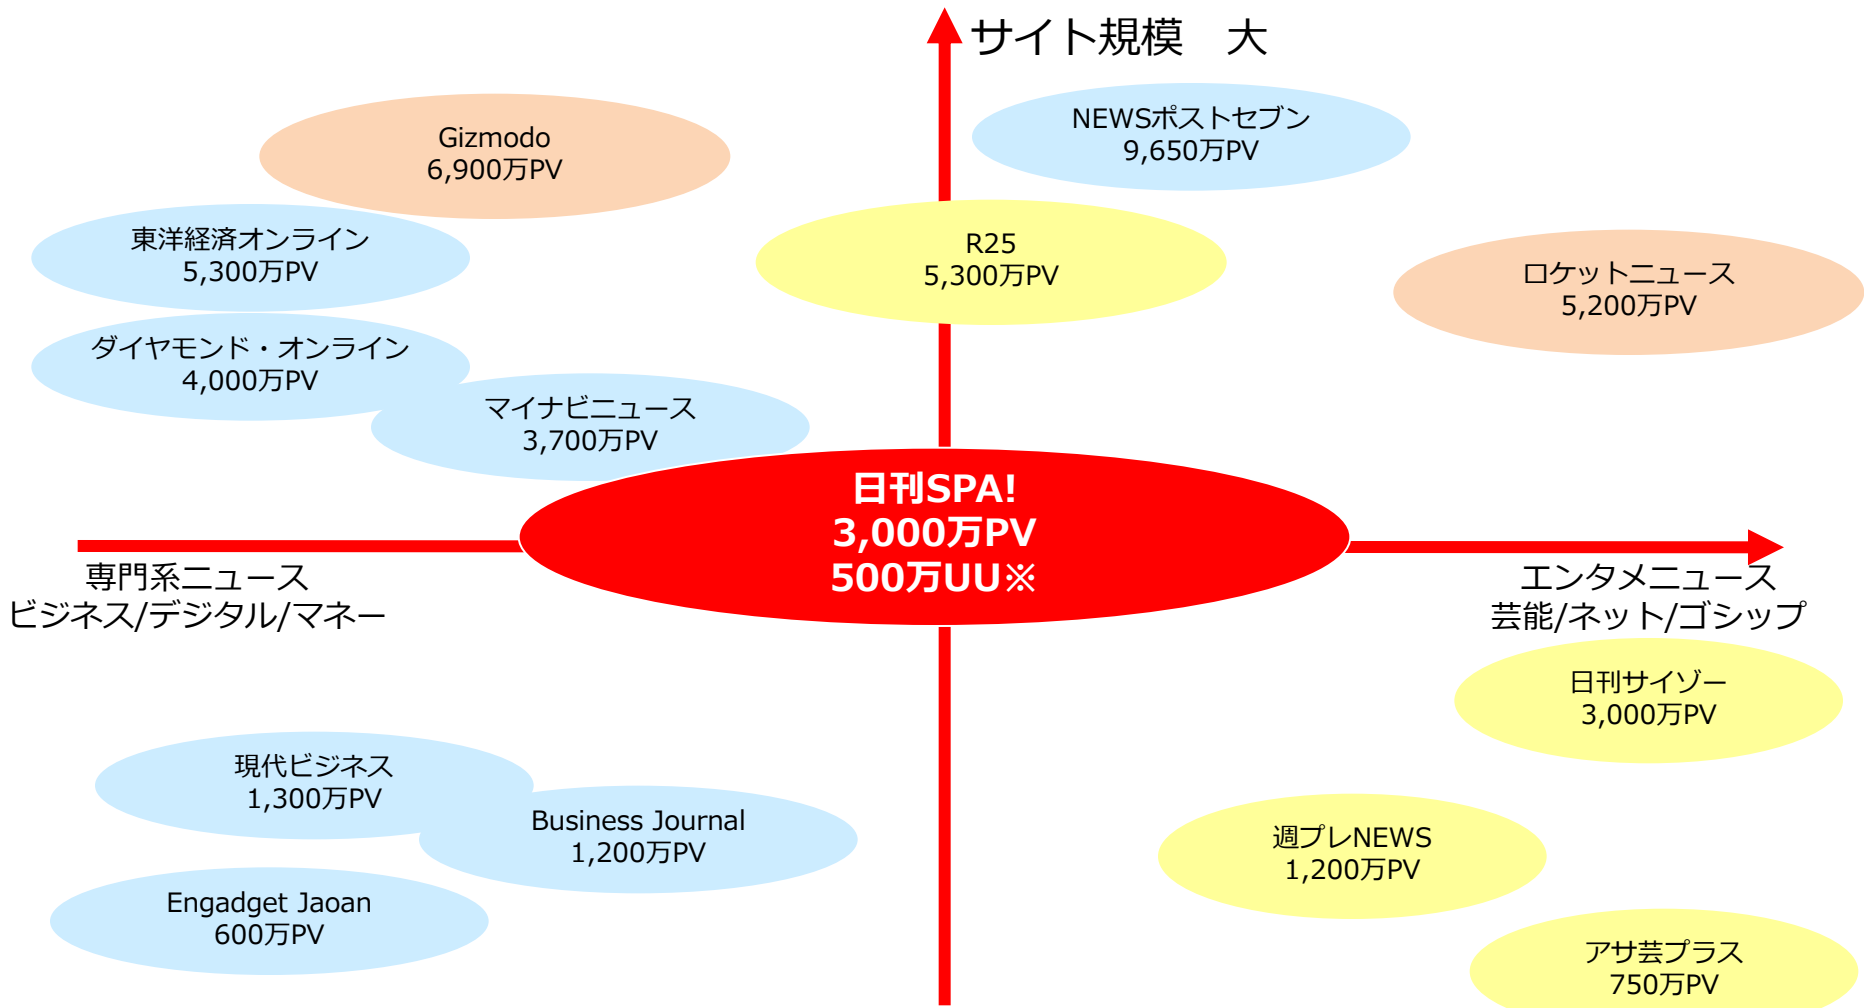 サイト規模　大
NEWSポストセブン
9,650万PV
Gizmodo
6,900万PV
東洋経済オンライン
5,300万PV
R25
5,300万PV
ロケットニュース
5,200万PV
ダイヤモンド・オンライン
4,000万PV
マイナビニュース
3,700万PV
日刊SPA!
3,000万PV
500万UU※
専門系ニュース
ビジネス/デジタル/マネー
エンタメニュース
芸能/ネット/ゴシップ
日刊サイゾー
3,000万PV
現代ビジネス
1,300万PV
Business Journal
1,200万PV
週プレNEWS
1,200万PV
Engadget Jaoan
600万PV
アサ芸プラス
750万PV